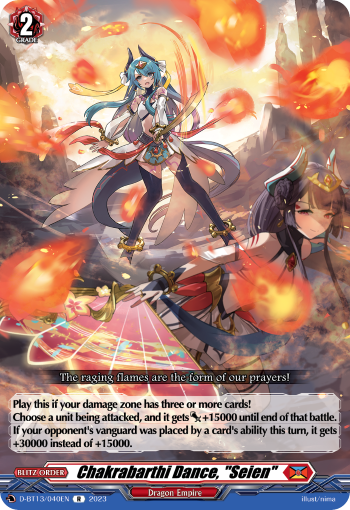 2
GRADE
The raging flames are the form of our prayers!
Play this if your damage zone has three or more cards!
Choose a unit being attacked, and it gets +15000 until end of that battle.
If your opponent's vanguard was placed by a card's ability this turn, it gets
+30000 instead of +15000.
BLITZ ORDER
Chakrabarthi Dance, "Seien"
Dragon Empire
D-BT13/040EN R 2023
illust/nima